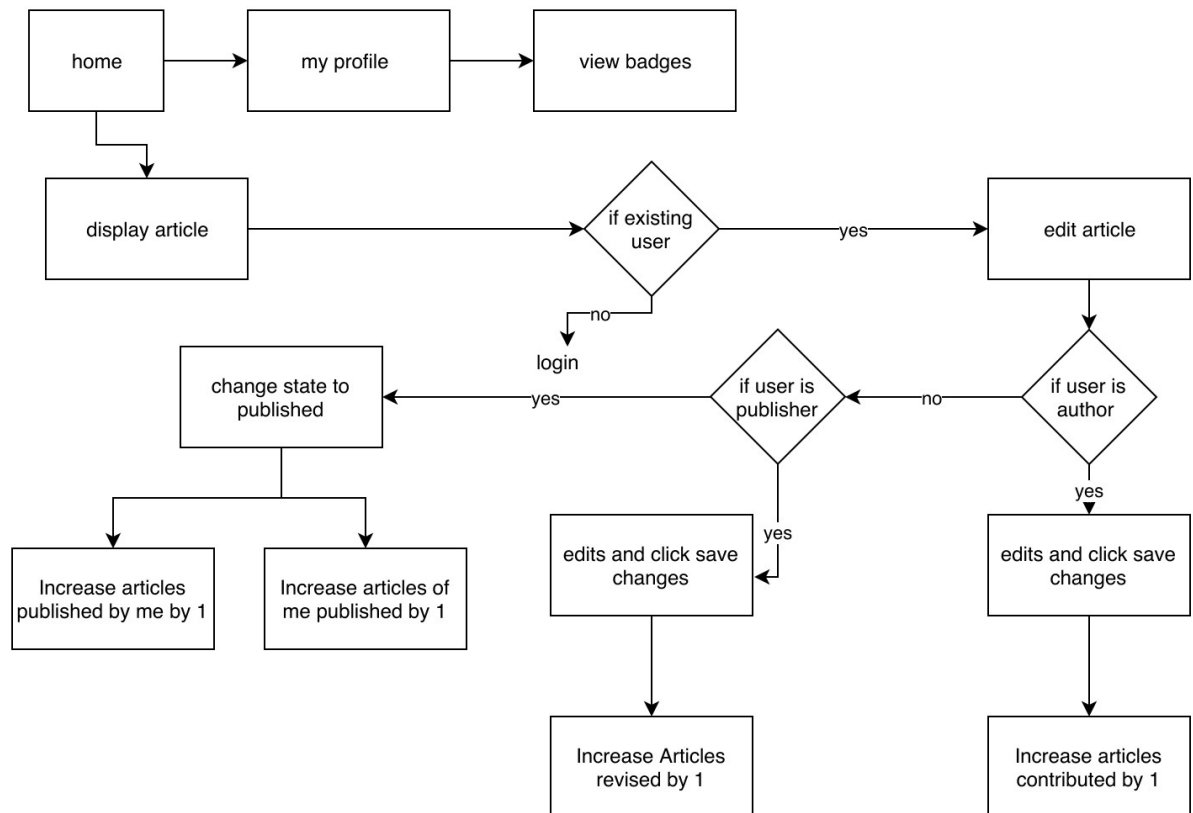 home
my profile
view badges
display article
if existing
user
yes
edit article
no
login
change state to
published
yes
if user is
publisher
no
if user is
author
yes
yes
edits and click save
changes
edits and click save
changes
Increase articles
published by me by 1
Increase articles of
me published by 1
Increase Articles
revised by 1
Increase articles
contributed by 1